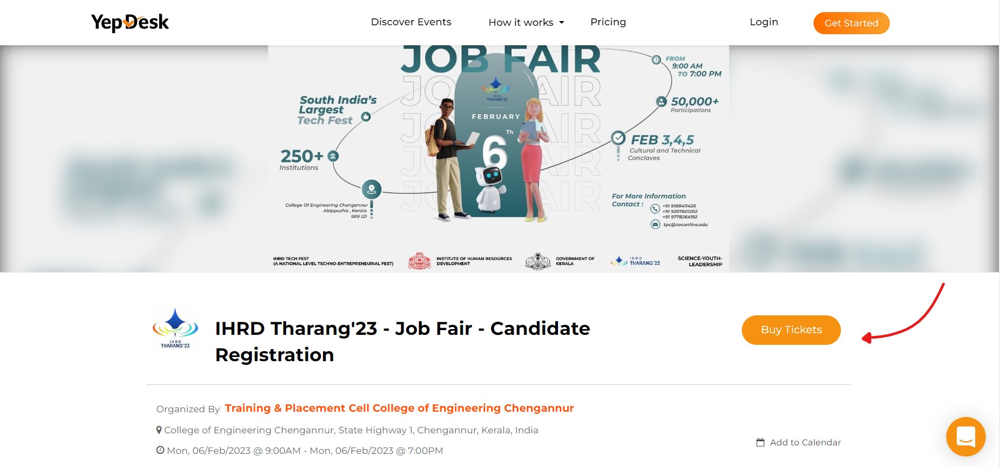 YepDesk
Discover Events
How it works
Pricing
Login
Get Started
JOB FAIR
FROM
9:00 AM
TO 7:00 PM
South India's
Largest
Tech Fest
IHRD
THARANG'23
FEBRUARY
6Th
50,000+
Participations
250+
Institutions
FEB 3,4,5
Cultural and Technical
Conclaves
College Of Engineering Chengannur
Alappuzha , Kerala
689 121
For More Information
Contact :
+91 9188411420
+91 9207601202
+91 9778264192
tpc@ceconline.edu
IHRD TECH FEST
(A NATIONAL LEVEL TECHNO-ENTREPRENEURIAL FEST)
INSTITUTE OF HUMAN RESOURCES
DEVELOPMENT
GOVERNMENT OF
KERALA
IHRD
THARANG'23
SCIENCE-YOUTH-
LEADERSHIP
IHRD
THARANG'23
IHRD Tharang'23 - Job Fair - Candidate
Registration
Buy Tickets
Organized By Training & Placement Cell College of Engineering Chengannur
College of Engineering Chengannur, State Highway 1, Chengannur, Kerala, India
Mon, 06/Feb/2023 @ 9:00AM - Mon, 06/Feb/2023 @ 7:00PM
Add to Calendar